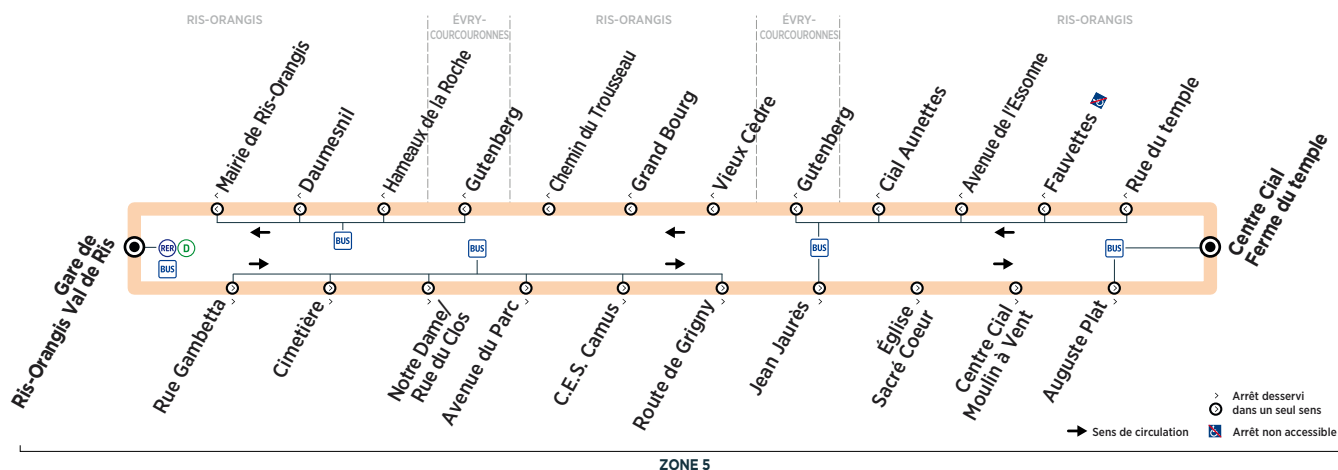 RIS-ORANGIS
ÉVRY-
COURCOURONNES
RIS-ORANGIS
ÉVRY-
COURCOURONNES
RIS-ORANGIS
Mairie de Ris-Orangis
Daumesnil
Hameaux de la Roche
Gutenberg
Chemin du Trousseau
Grand Bourg
Vieux Cèdre
Gutenberg
Cial Aunettes
Avenue de l'Essonne
Fauvettes
Rue du temple
Gare de
Ris-Orangis Val de Ris
RER D
BUS
BUS
BUS
BUS
BUS
Centre Cial
Ferme du temple
Rue Gambetta
Cimetière
Notre Dame/
Rue du Clos
Avenue du Parc
C.E.S. Camus
Route de Grigny
Jean Jaurès
Église
Sacré Coeur
Centre Cial
Moulin à Vent
Auguste Plat
Arrêt desservi
dans un seul sens
Sens de circulation
Arrêt non accessible
ZONE 5